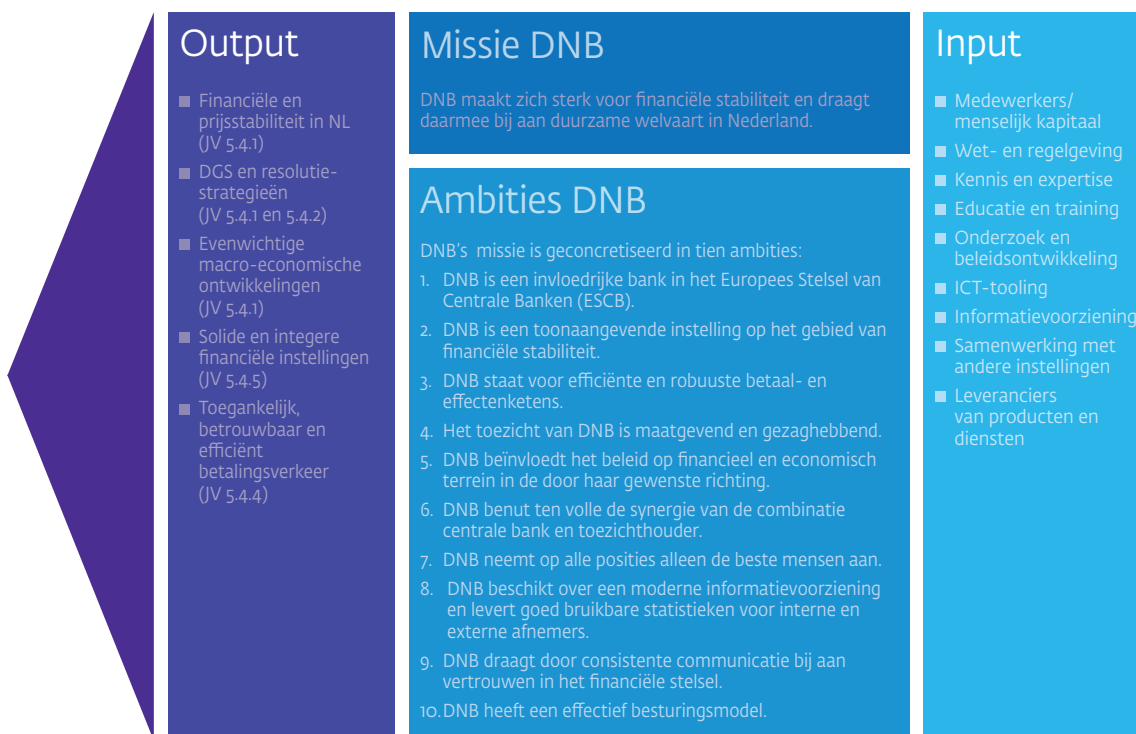 Output
Financiële en
prijsstabiliteit in NL
(JV 5.4.1)
DGS en resolutie-
strategieën
(JV 5.4.1 en 5.4.2)
Evenwichtige
macro-economische
ontwikkelingen
(JV 5.4.1)
Solide en integere
financiële instellingen
(JV 5.4.5)
Toegankelijk,
betrouwbaar en
efficiënt
betalingsverkeer
(JV 5.4.4)
Missie DNB
DNB maakt zich sterk voor financiële stabiliteit en draagt
daarmee bij aan duurzame welvaart in Nederland.
Ambities DNB
DNB's missie is geconcretiseerd in tien ambities:
1. DNB is een invloedrijke bank in het Europees Stelsel van
Centrale Banken (ESCB).
2. DNB is een toonaangevende instelling op het gebied van
financiële stabiliteit.
3. DNB staat voor efficiënte en robuuste betaal- en
effectenketens.
4. Het toezicht van DNB is maatgevend en gezaghebbend.
5. DNB beïnvloedt het beleid op financieel en economisch
terrein in de door haar gewenste richting.
6. DNB benut ten volle de synergie van de combinatie
centrale bank en toezichthouder.
7. DNB neemt op alle posities alleen de beste mensen aan.
8. DNB beschikt over een moderne informatievoorziening
en levert goed bruikbare statistieken voor interne en
externe afnemers.
9. DNB draagt door consistente communicatie bij aan
vertrouwen in het financiële stelsel.
10. DNB heeft een effectief besturingsmodel.
Input
Medewerkers/
menselijk kapitaal
Wet- en regelgeving
Kennis en expertise
Educatie en training
Onderzoek en
beleidsontwikkeling
ICT-tooling
Informatievoorziening
Samenwerking met
andere instellingen
Leveranciers
van producten en
diensten